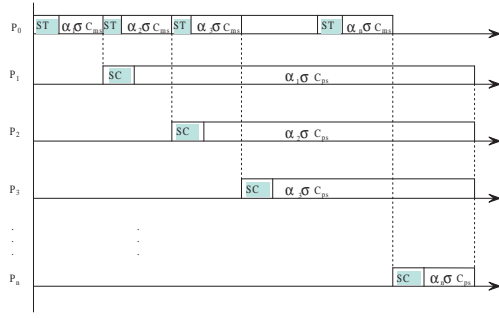 P₀ ST α₁σ Cₘₛ ST α₂σ Cₘₛ ST α₃σ Cₘₛ ST αₙσ Cₘₛ
P₁ SC α₁σ Cₚₛ
P₂ SC α₂σ Cₚₛ
P₃ SC α₃σ Cₚₛ
Pₙ SC αₙσ Cₚₛ